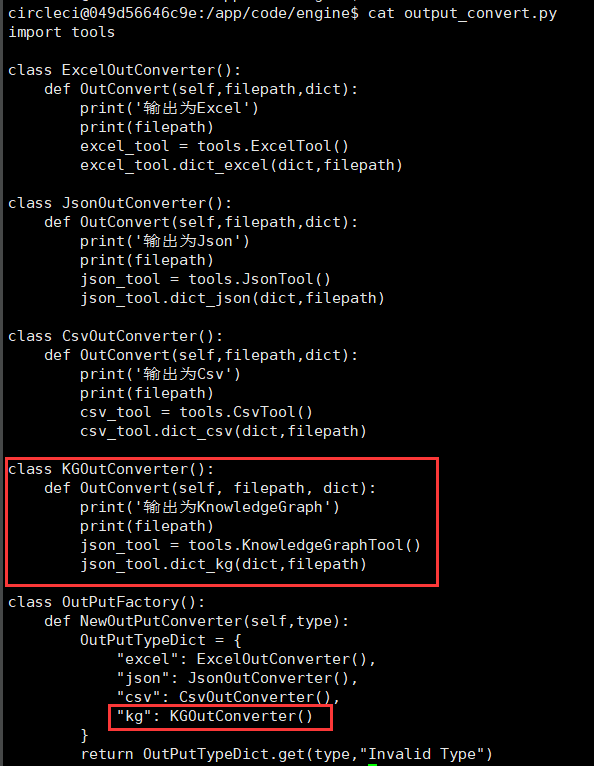 circleci@049d56646c9e:/app/code/engine$ cat output_convert.py
import tools
class ExcelOutConverter():
    def OutConvert(self,filepath,dict):
        print('输出为Excel')
        print(filepath)
        excel_tool = tools.ExcelTool()
        excel_tool.dict_excel(dict,filepath)
class JsonOutConverter():
    def OutConvert(self,filepath,dict):
        print('输出为Json')
        print(filepath)
        json_tool = tools.JsonTool()
        json_tool.dict_json(dict,filepath)
class CsvOutConverter():
    def OutConvert(self,filepath,dict):
        print('输出为Csv')
        print(filepath)
        csv_tool = tools.CsvTool()
        csv_tool.dict_csv(dict,filepath)
class KGOutConverter():
    def OutConvert(self, filepath, dict):
        print('输出为KnowledgeGraph')
        print(filepath)
        json_tool = tools.KnowledgeGraphTool()
        json_tool.dict_kg(dict,filepath)
class OutPutFactory():
    def NewOutPutConverter(self,type):
        OutPutTypeDict = {
            "excel": ExcelOutConverter(),
            "json": JsonOutConverter(),
            "csv": CsvOutConverter(),
            "kg": KGOutConverter()
        }
        return OutPutTypeDict.get(type,"Invalid Type")